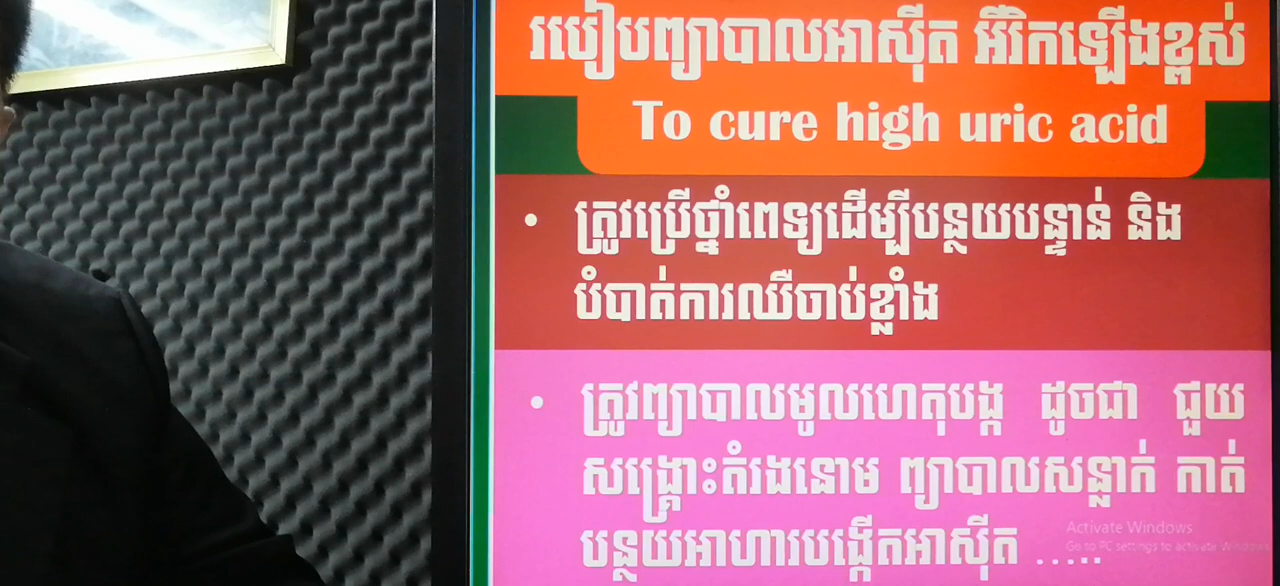 របៀបព្យាបាលអាស៊ីត អឺរិកឡើងខ្ពស់
To cure high uric acid
• ត្រូវប្រើថ្នាំពេទ្យដើម្បីបន្ថយបន្ទាន់ និង
បំបាត់ការឈឺចាប់ខ្លាំង
• ត្រូវព្យាបាលមូលហេតុបង្ក ដូចជា ជួយ
សង្គ្រោះតំរងនោម ព្យាបាលសន្លាក់ កាត់
បន្ថយអាហារបង្កើតអាស៊ីត .....
Activate Windows
Go to PC settings to activate Windows